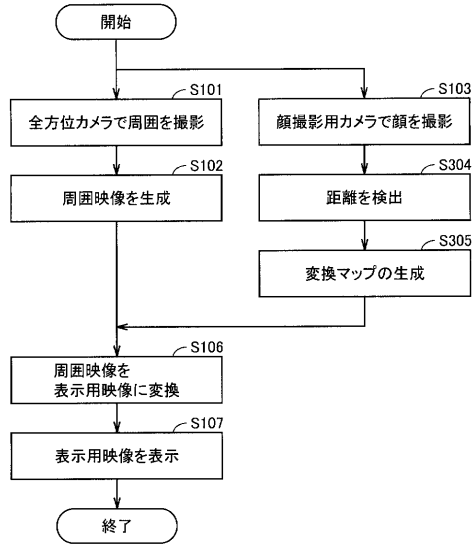 開始
S101
全方位カメラで周囲を撮影
S103
顔撮影用カメラで顔を撮影
S102
周囲映像を生成
S304
距離を検出
S305
変換マップの生成
S106
周囲映像を
表示用映像に変換
S107
表示用映像を表示
終了